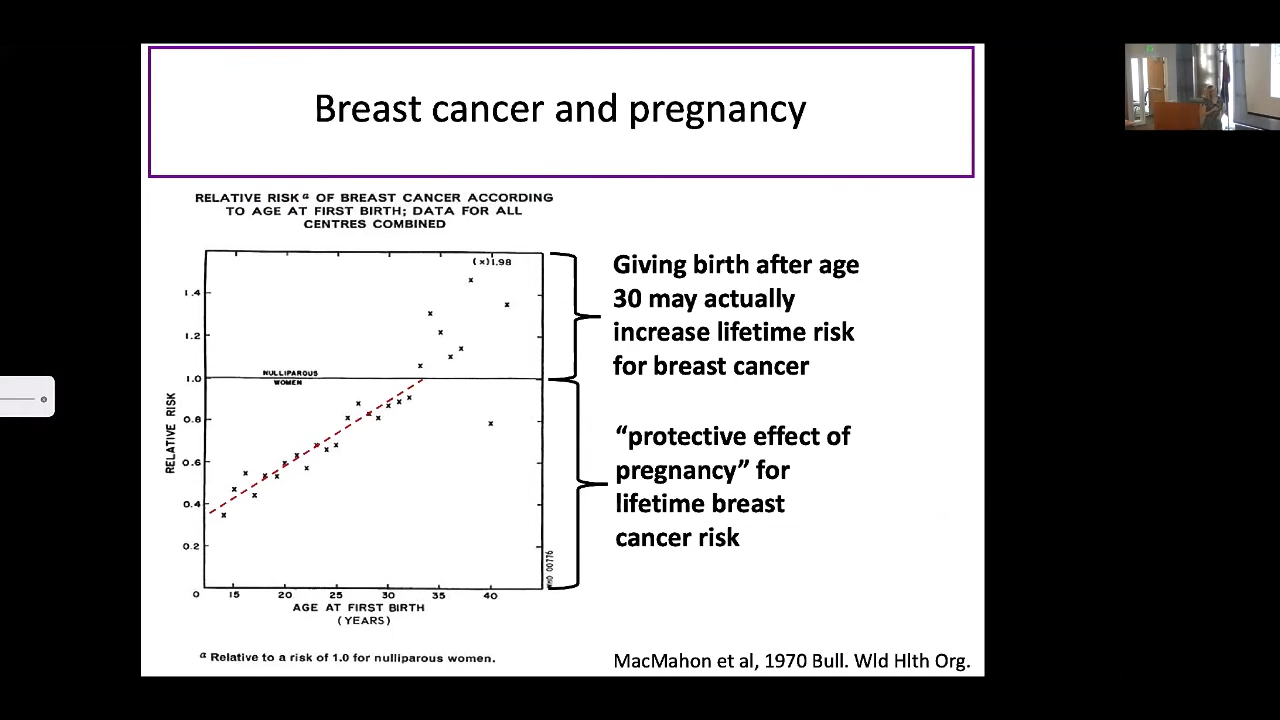 Breast cancer and pregnancy
RELATIVE RISK a OF BREAST CANCER ACCORDING
TO AGE AT FIRST BIRTH; DATA FOR ALL
CENTRES COMBINED
(x)1.98
1.4
1.2
1.0
0.8
0.6
0.4
0.2
NULLIPAROUS
WOMEN
RELATIVE RISK
0 15 20 25 30 35 40
AGE AT FIRST BIRTH
(YEARS)
WHO 00776
a Relative to a risk of 1.0 for nulliparous women.
Giving birth after age
30 may actually
increase lifetime risk
for breast cancer
“protective effect of
pregnancy” for
lifetime breast
cancer risk
MacMahon et al, 1970 Bull. Wld Hlth Org.